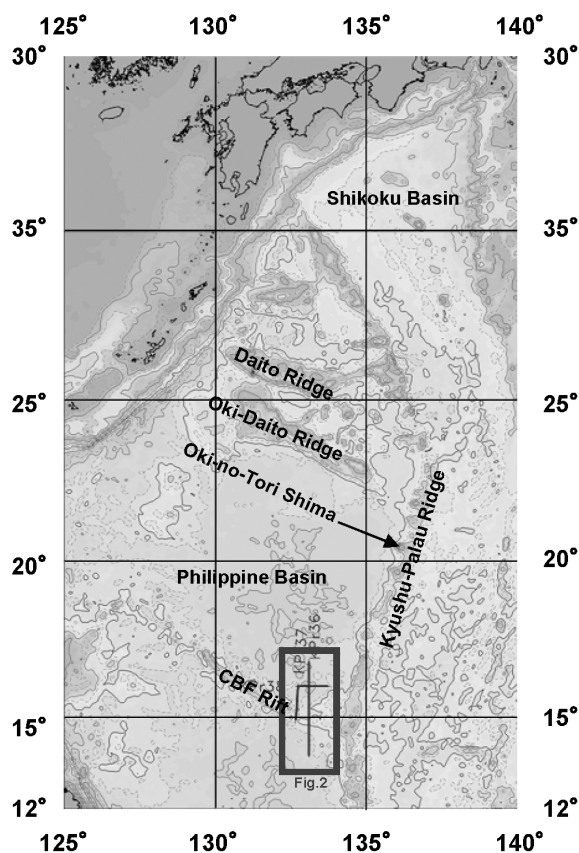 125° 130° 135° 140°
30° 30°
Shikoku Basin
35° 35°
Daito Ridge
25° 25°
Oki-Daito Ridge
Oki-no-Tori Shima
Kyushu-Palau Ridge
20° 20°
Philippine Basin
CBF Rift
15° 15°
Fig.2
12° 12°
125° 130° 135° 140°